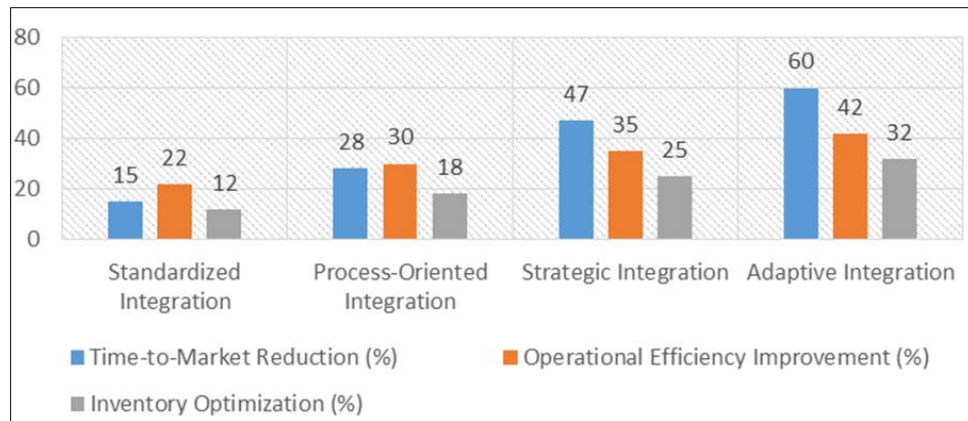 80
60
40
20
0
15
22
12
28
30
18
47
35
25
60
42
32
Standardized
Integration
Process-Oriented
Integration
Strategic Integration
Adaptive Integration
Time-to-Market Reduction (%)
Operational Efficiency Improvement (%)
Inventory Optimization (%)